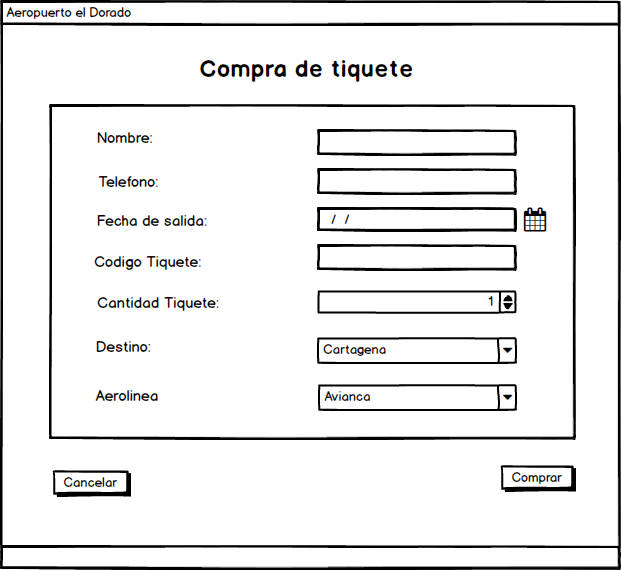 Aeropuerto el Dorado
Compra de tiquete
Nombre:
Telefono:
Fecha de salida: / /
Codigo Tiquete:
Cantidad Tiquete: 1
Destino: Cartagena
Aerolinea Avianca
Cancelar Comprar